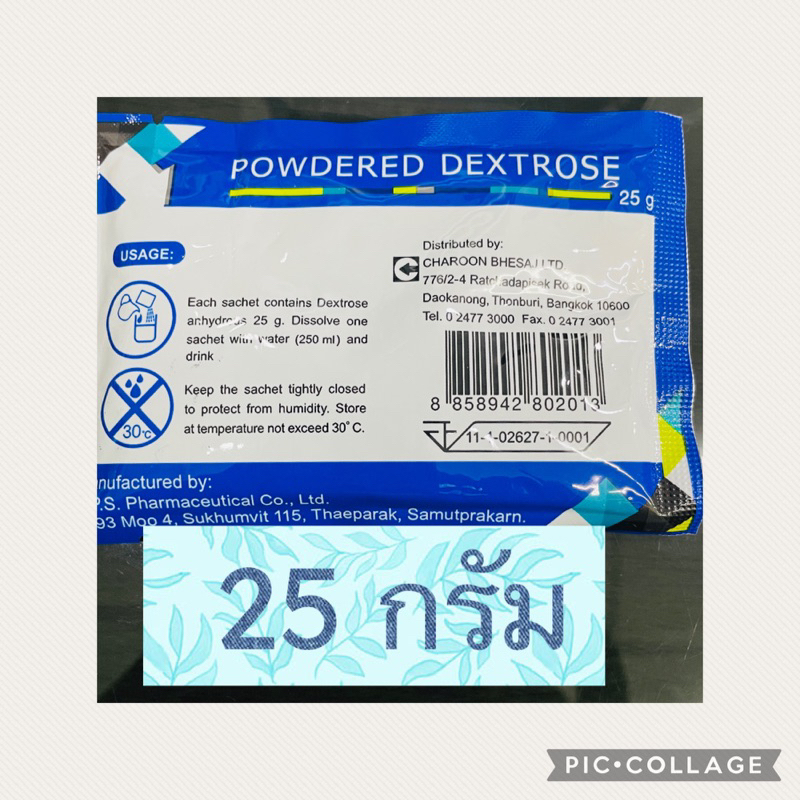 POWDERED DEXTROSE
25 g
USAGE:
Each sachet contains Dextrose
anhydrous 25 g. Dissolve one
sachet with water (250 ml) and
drink
Keep the sachet tightly closed
to protect from humidity. Store
at temperature not exceed 30°C.
30°C
Distributed by:
CHAROON BHESAJ LTD.
776/2-4 Ratchadapisek Road,
Daokanong, Thonburi, Bangkok 10600
Tel. 0 2477 3000 Fax. 0 2477 3001
8 858942 802013
11-1-02627-1-0001
nufactured by:
P.S. Pharmaceutical Co., Ltd.
93 Moo 4, Sukhumvit 115, Thaeparak, Samutprakarn.
25 กรัม
PIC•COLLAGE